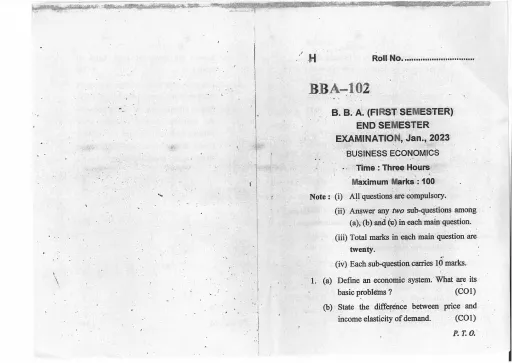 H Roll No. ..............................
BBA–102
B. B. A. (FIRST SEMESTER)
END SEMESTER
EXAMINATION, Jan., 2023
BUSINESS ECONOMICS
Time : Three Hours
Maximum Marks : 100
Note : (i) All questions are compulsory.
(ii) Answer any two sub-questions among
(a), (b) and (c) in each main question.
(iii) Total marks in each main question are
twenty.
(iv) Each sub-question carries 10 marks.
1. (a) Define an economic system. What are its
basic problems ? (CO1)
(b) State the difference between price and
income elasticity of demand. (CO1)
P. T. O.